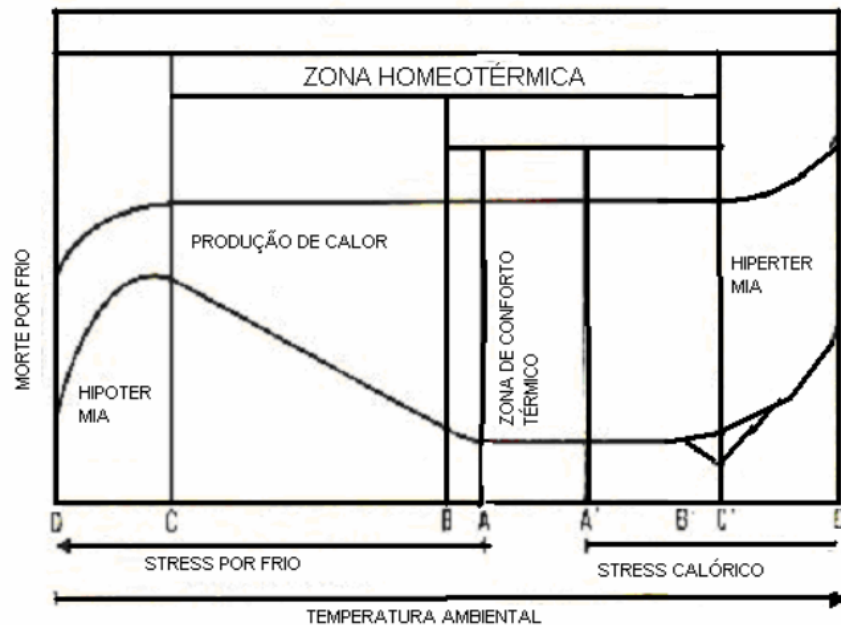 ZONA HOMEOTÉRMICA
PRODUÇÃO DE CALOR
MORTE POR FRIO
HIPOTER
MIA
ZONA DE CONFORTO
TÉRMICO
HIPERTER
MIA
D C B A A' B' C'
STRESS POR FRIO
STRESS CALÓRICO
TEMPERATURA AMBIENTAL